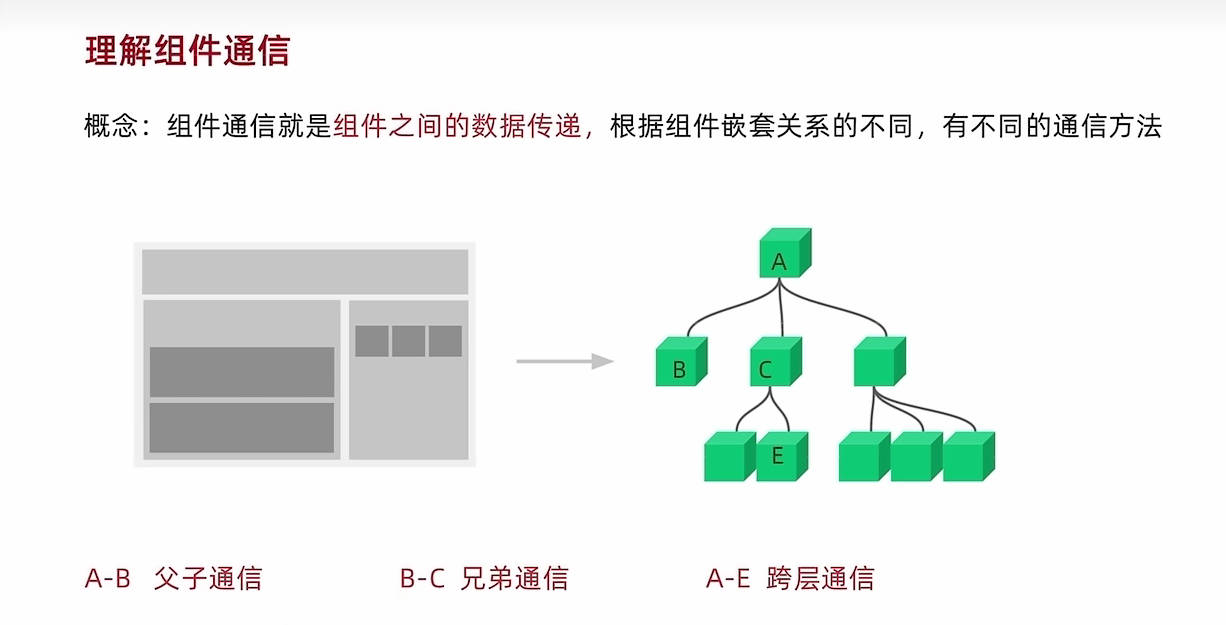 理解组件通信
概念：组件通信就是组件之间的数据传递，根据组件嵌套关系的不同，有不同的通信方法
A
B
C
E
A-B 父子通信
B-C 兄弟通信
A-E 跨层通信